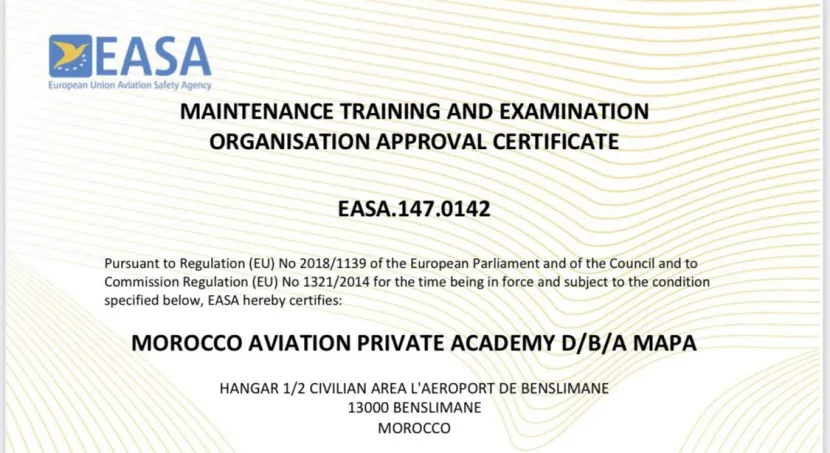 EASA
European Union Aviation Safety Agency
MAINTENANCE TRAINING AND EXAMINATION
ORGANISATION APPROVAL CERTIFICATE
EASA.147.0142
Pursuant to Regulation (EU) No 2018/1139 of the European Parliament and of the Council and to
Commission Regulation (EU) No 1321/2014 for the time being in force and subject to the condition
specified below, EASA hereby certifies:
MOROCCO AVIATION PRIVATE ACADEMY D/B/A MAPA
HANGAR 1/2 CIVILIAN AREA L'AEROPORT DE BENSLIMANE
13000 BENSLIMANE
MOROCCO